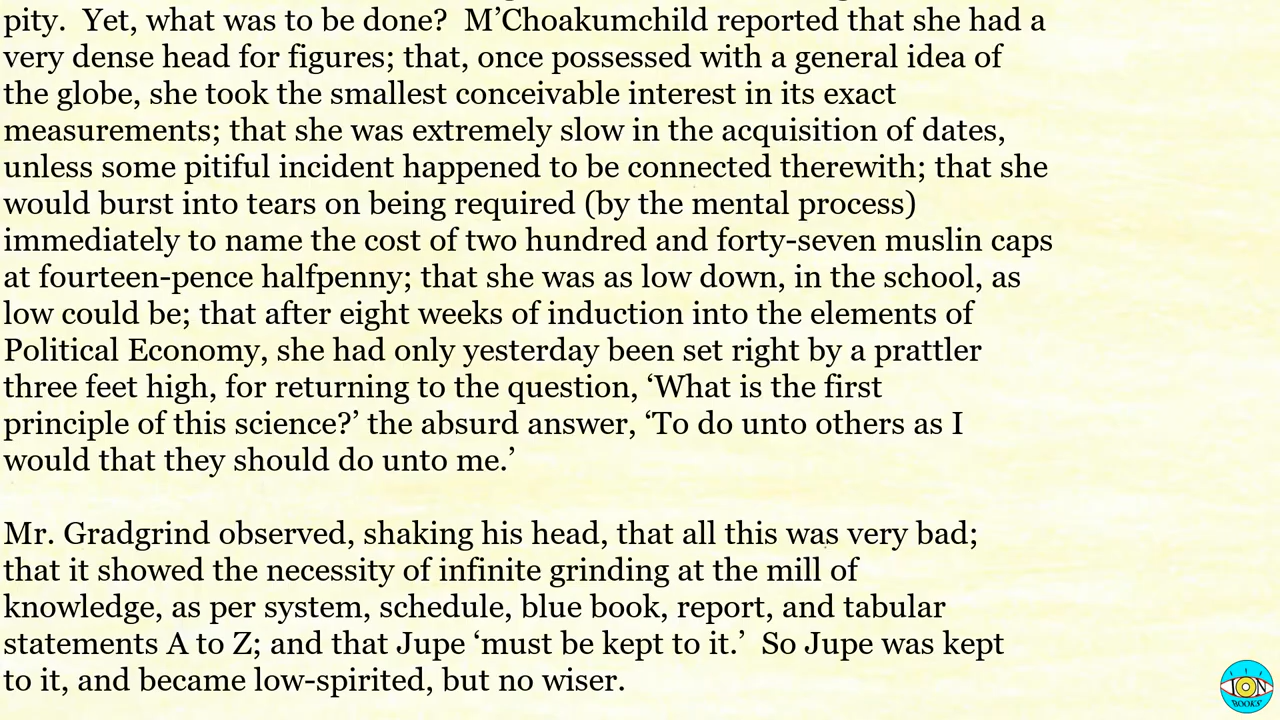 pity.  Yet, what was to be done?  M’Choakumchild reported that she had a
very dense head for figures; that, once possessed with a general idea of
the globe, she took the smallest conceivable interest in its exact
measurements; that she was extremely slow in the acquisition of dates,
unless some pitiful incident happened to be connected therewith; that she
would burst into tears on being required (by the mental process)
immediately to name the cost of two hundred and forty-seven muslin caps
at fourteen-pence halfpenny; that she was as low down, in the school, as
low could be; that after eight weeks of induction into the elements of
Political Economy, she had only yesterday been set right by a prattler
three feet high, for returning to the question, ‘What is the first
principle of this science?’ the absurd answer, ‘To do unto others as I
would that they should do unto me.’
Mr. Gradgrind observed, shaking his head, that all this was very bad;
that it showed the necessity of infinite grinding at the mill of
knowledge, as per system, schedule, blue book, report, and tabular
statements A to Z; and that Jupe ‘must be kept to it.’  So Jupe was kept
to it, and became low-spirited, but no wiser.
ION
BOOKS